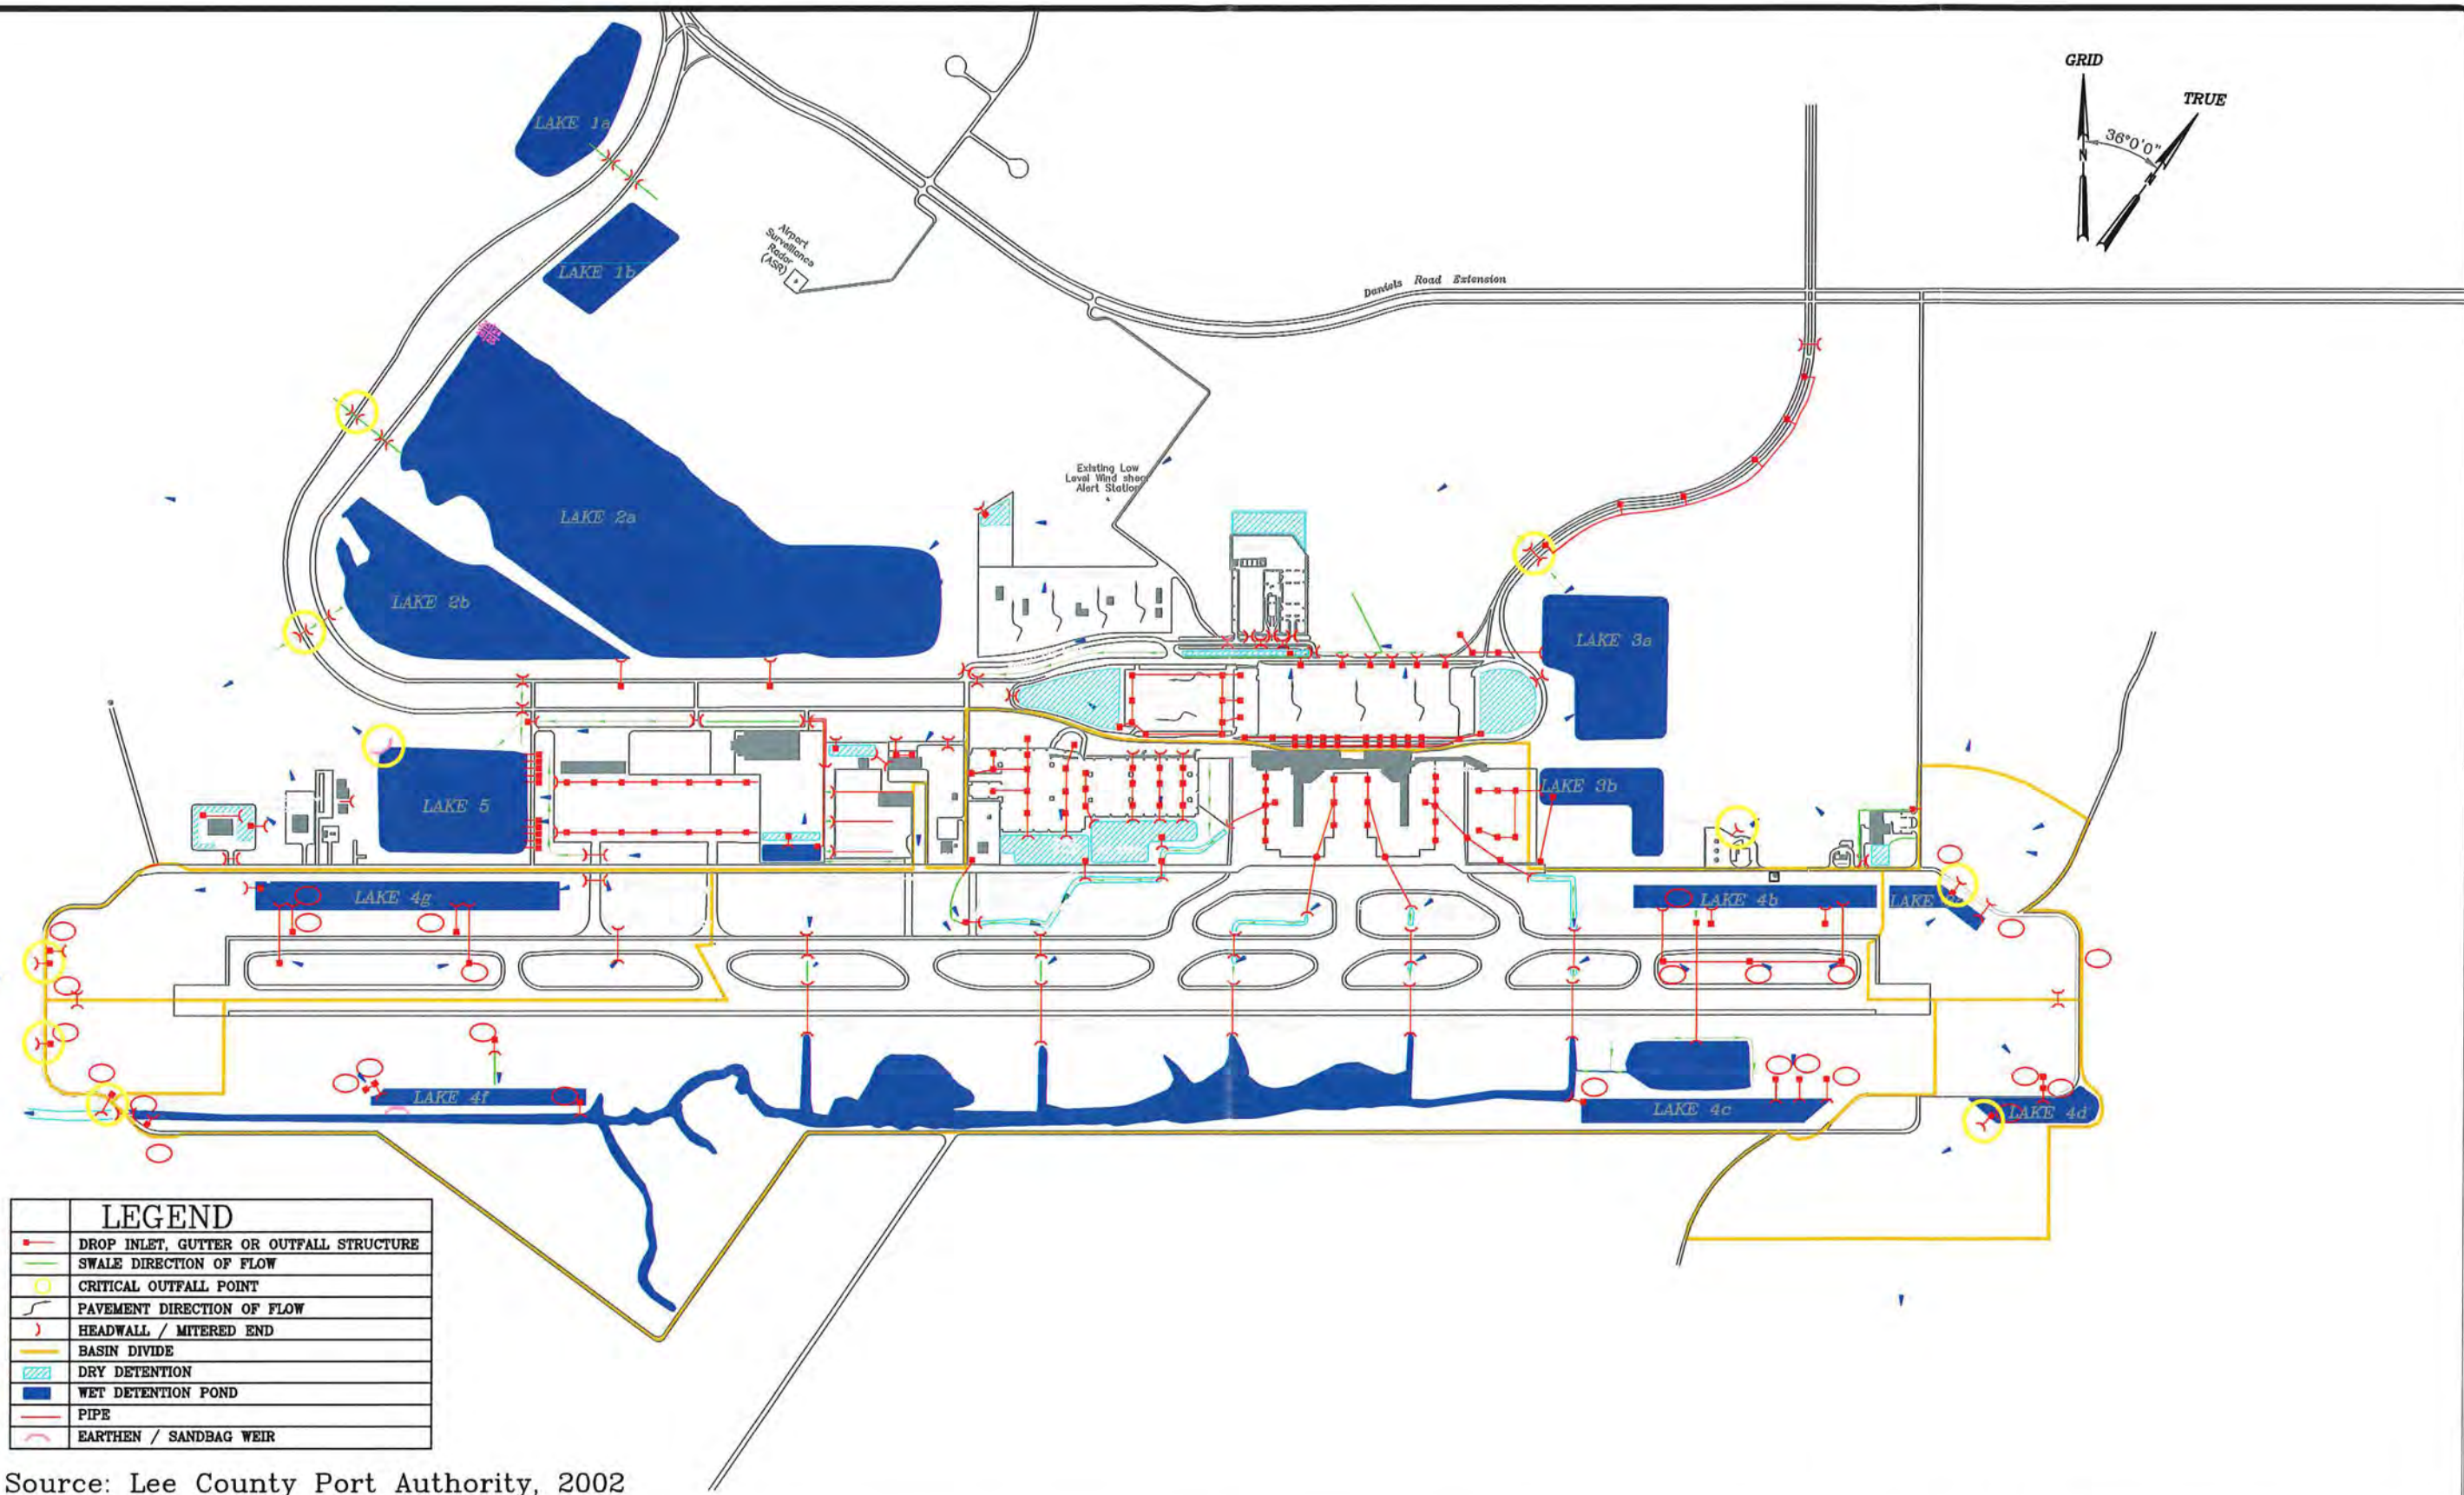 GRID
TRUE
36°0'0"
N
N
LAKE 1a
LAKE 1b
Airport
Surveillance
Radar
(ASR)
Daniels Road Extension
Existing Low
Level Wind shear
Alert Station
LAKE 2a
LAKE 2b
LAKE 3a
LAKE 3b
LAKE 5
LAKE 4g
LAKE 4b
LAKE
LAKE 4f
LAKE 4c
LAKE 4d
LEGEND
DROP INLET, GUTTER OR OUTFALL STRUCTURE
SWALE DIRECTION OF FLOW
CRITICAL OUTFALL POINT
PAVEMENT DIRECTION OF FLOW
HEADWALL / MITERED END
BASIN DIVIDE
DRY DETENTION
WET DETENTION POND
PIPE
EARTHEN / SANDBAG WEIR
Source: Lee County Port Authority, 2002